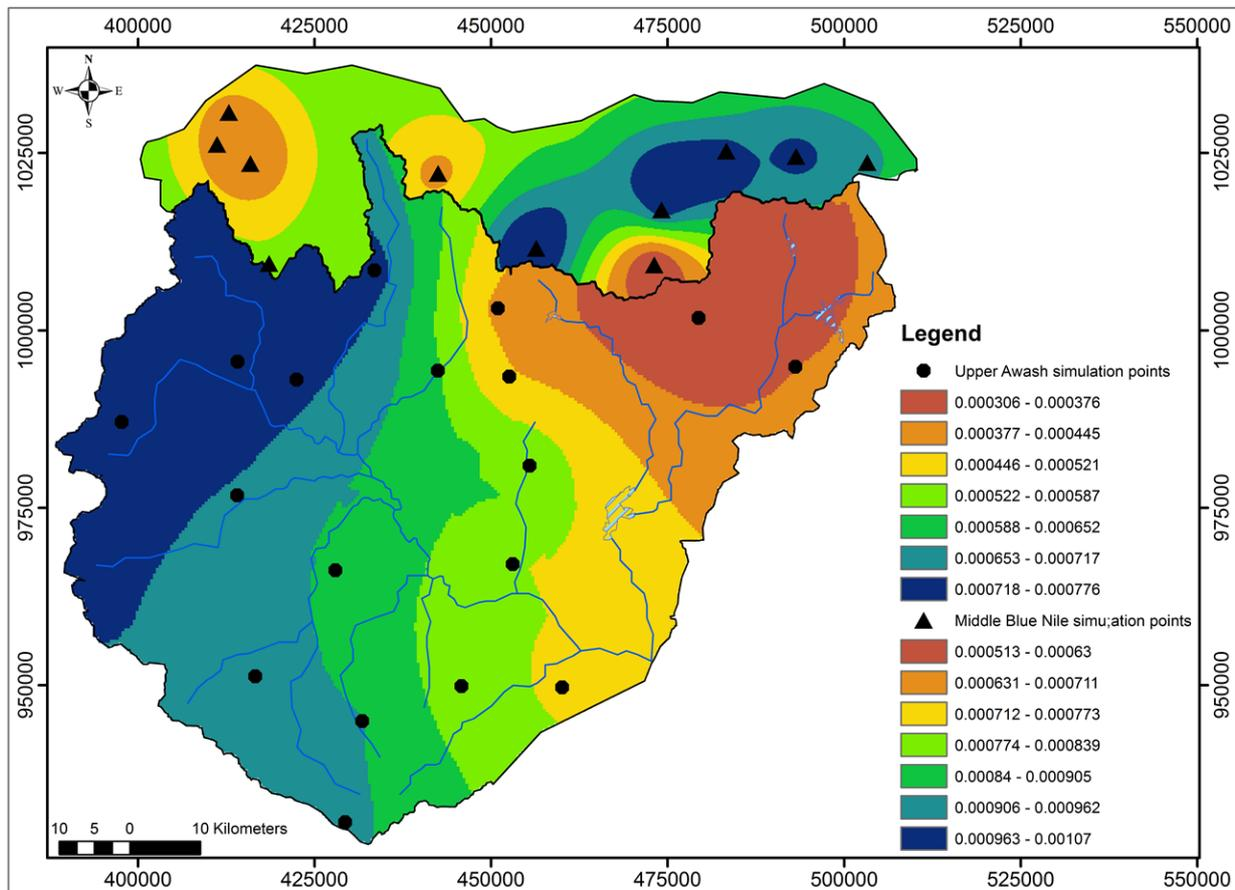 400000 425000 450000 475000 500000 525000 550000
N
W E
S
1025000 1025000
1000000 1000000
975000 975000
950000 950000
Legend
Upper Awash simulation points
0.000306 - 0.000376
0.000377 - 0.000445
0.000446 - 0.000521
0.000522 - 0.000587
0.000588 - 0.000652
0.000653 - 0.000717
0.000718 - 0.000776
Middle Blue Nile simu;ation points
0.000513 - 0.00063
0.000631 - 0.000711
0.000712 - 0.000773
0.000774 - 0.000839
0.00084 - 0.000905
0.000906 - 0.000962
0.000963 - 0.00107
10 5 0 10 Kilometers
400000 425000 450000 475000 500000 525000 550000